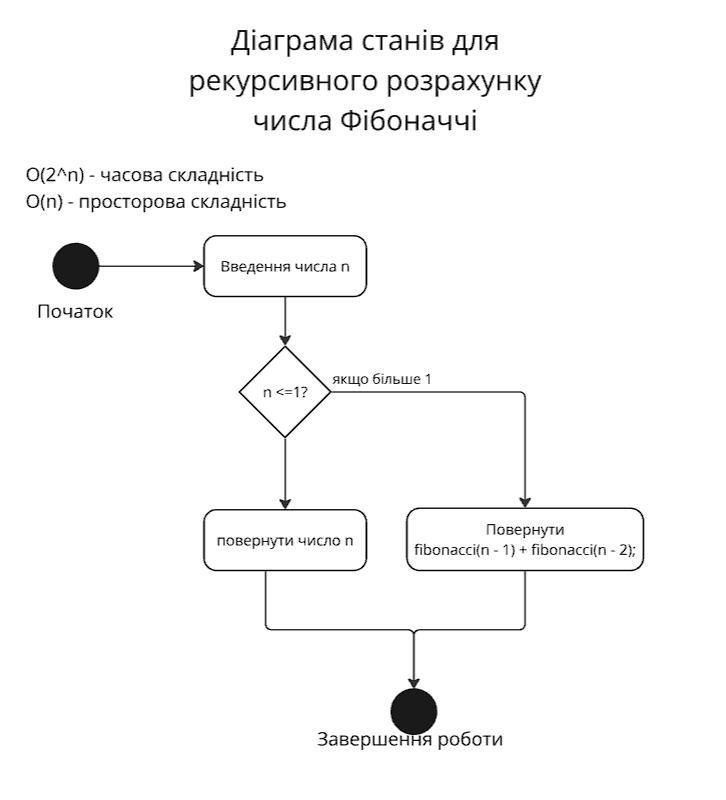 Діаграма станів для
рекурсивного розрахунку
числа Фібоначчі
O(2^n) - часова складність
O(n) - просторова складність
Введення числа n
Початок
якщо більше 1
n <=1?
повернути число n
Повернути
fibonacci(n - 1) + fibonacci(n - 2);
Завершення роботи